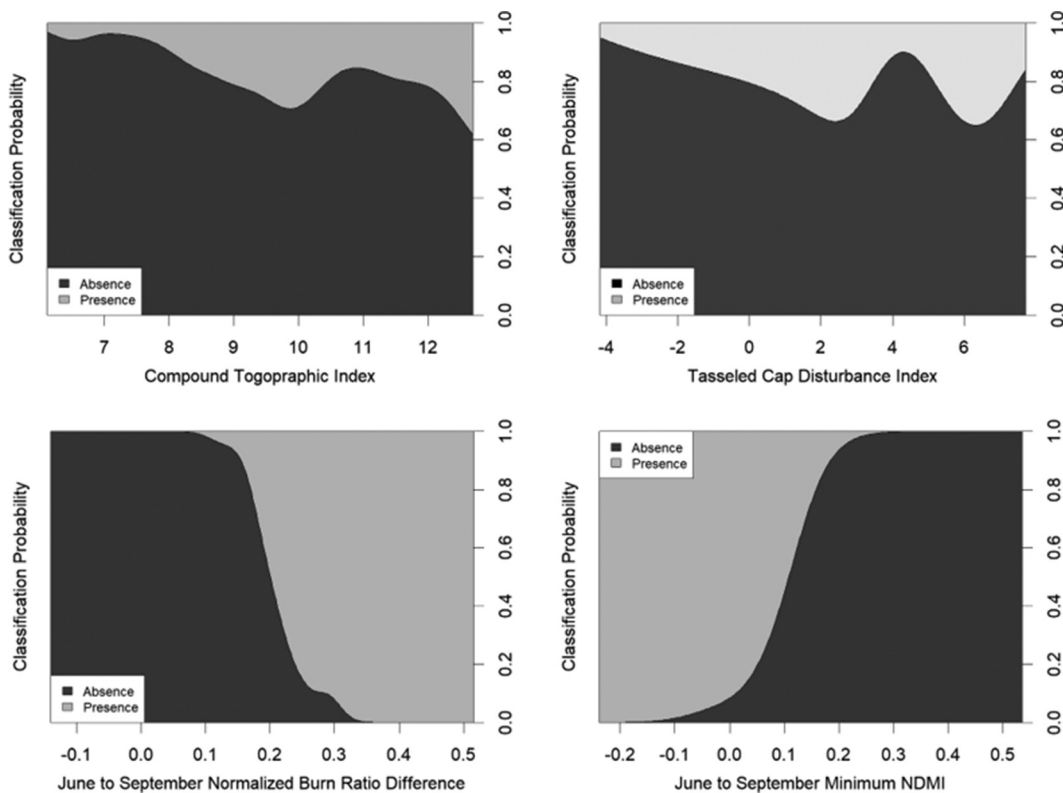 Classification Probability
0.0 0.2 0.4 0.6 0.8 1.0
Absence
Presence
7 8 9 10 11 12
Compound Togopraphic Index
Classification Probability
0.0 0.2 0.4 0.6 0.8 1.0
Absence
Presence
-4 -2 0 2 4 6
Tasseled Cap Disturbance Index
Classification Probability
0.0 0.2 0.4 0.6 0.8 1.0
Absence
Presence
-0.1 0.0 0.1 0.2 0.3 0.4 0.5
June to September Normalized Burn Ratio Difference
Classification Probability
0.0 0.2 0.4 0.6 0.8 1.0
Absence
Presence
-0.2 -0.1 0.0 0.1 0.2 0.3 0.4 0.5
June to September Minimum NDMI